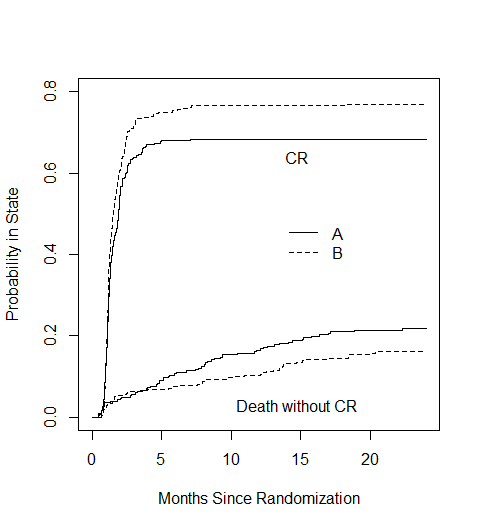 0.8
0.6
0.4
0.2
0.0
Probability in State
CR
A
B
Death without CR
0 5 10 15 20
Months Since Randomization